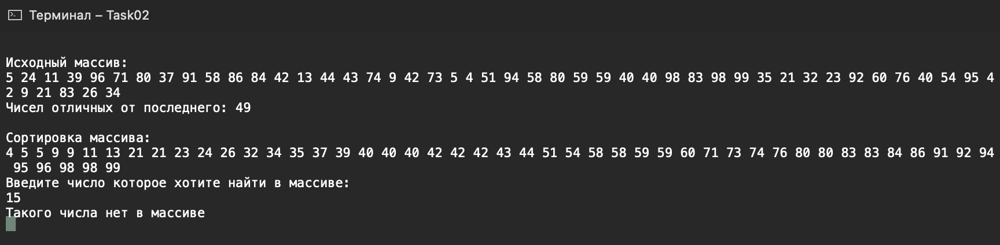 Терминал – Task02
Исходный массив:
5 24 11 39 96 71 80 37 91 58 86 84 42 13 44 43 74 9 42 73 5 4 51 94 58 80 59 59 40 40 98 83 98 99 35 21 32 23 92 60 76 40 54 95 4
2 9 21 83 26 34
Чисел отличных от последнего: 49
Сортировка массива:
4 5 5 9 9 11 13 21 21 23 24 26 32 34 35 37 39 40 40 40 42 42 42 43 44 51 54 58 58 59 59 60 71 73 74 76 80 80 83 83 84 86 91 92 94
95 96 98 98 99
Введите число которое хотите найти в массиве:
15
Такого числа нет в массиве